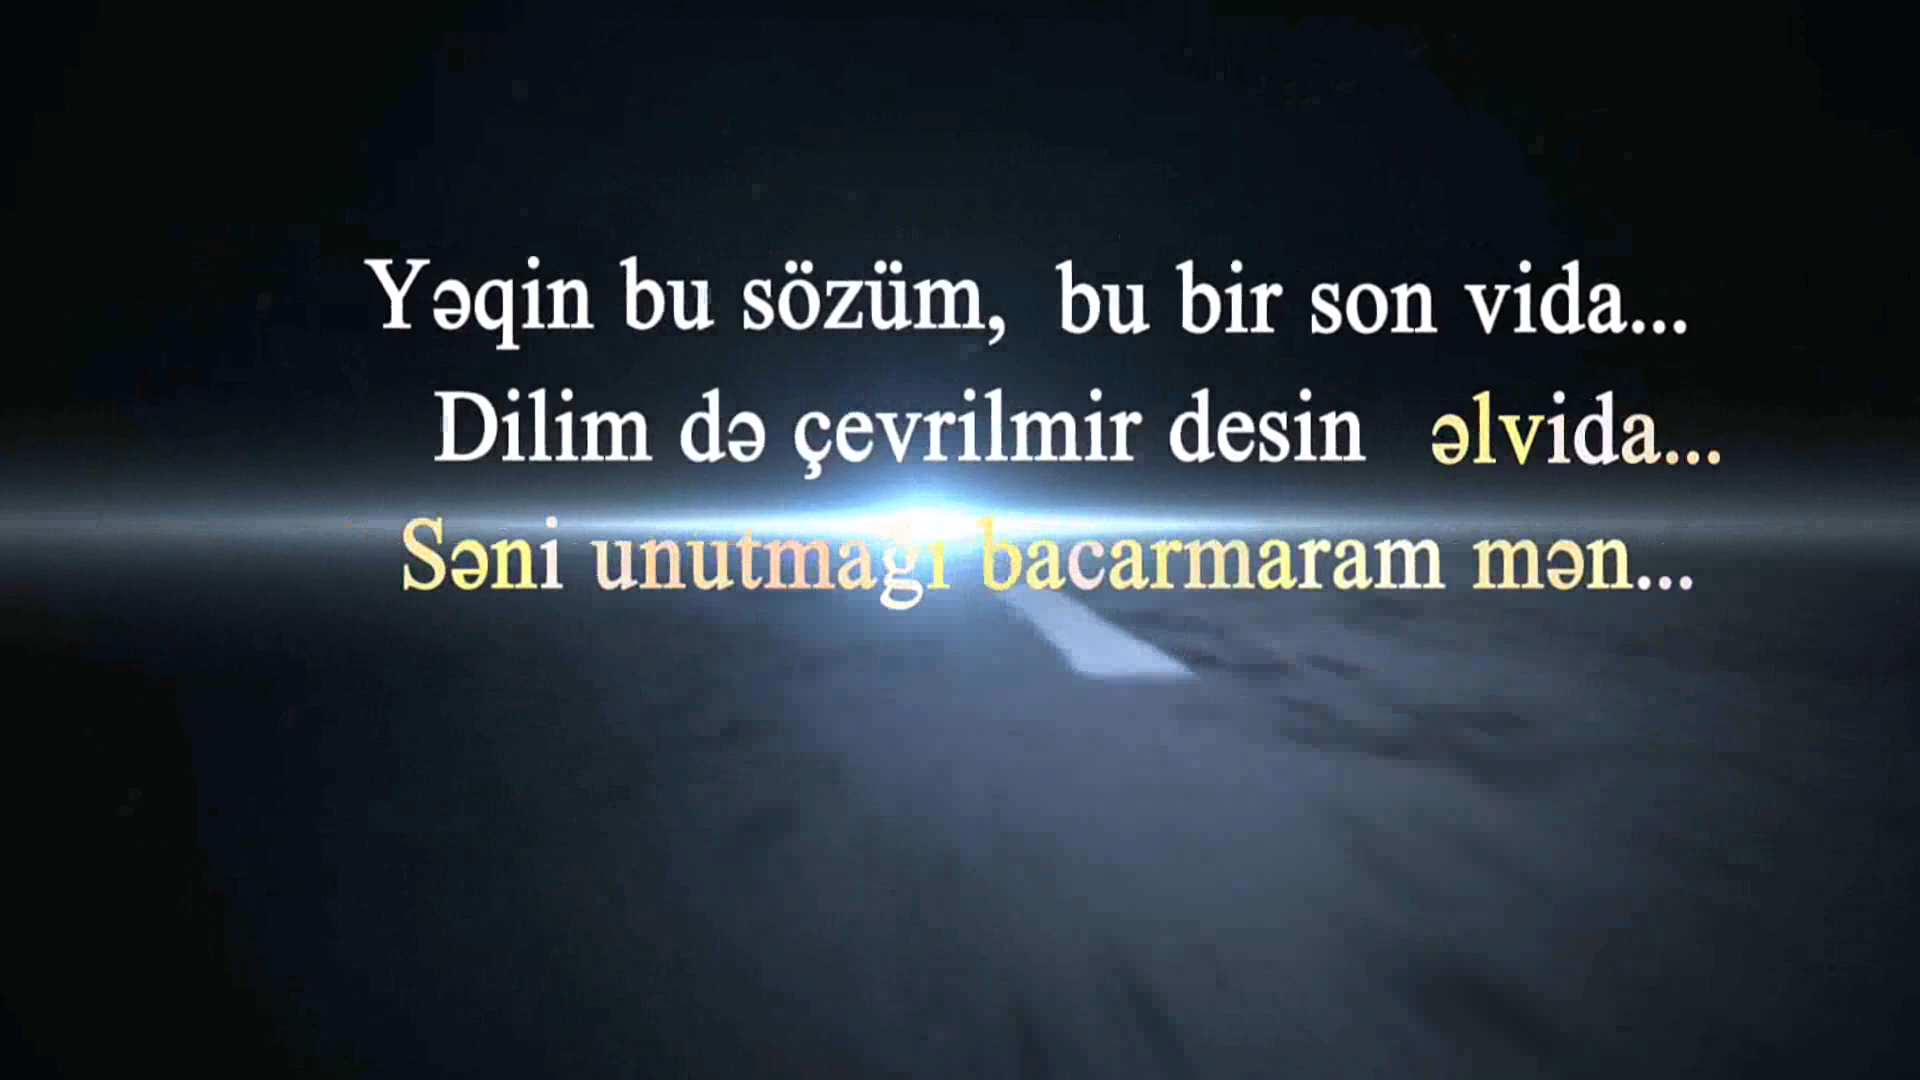 Yəqin bu sözüm, bu bir son vida...
Dilim də çevrilmir desin əlvida...
Səni unutmağı bacarmaram mən...